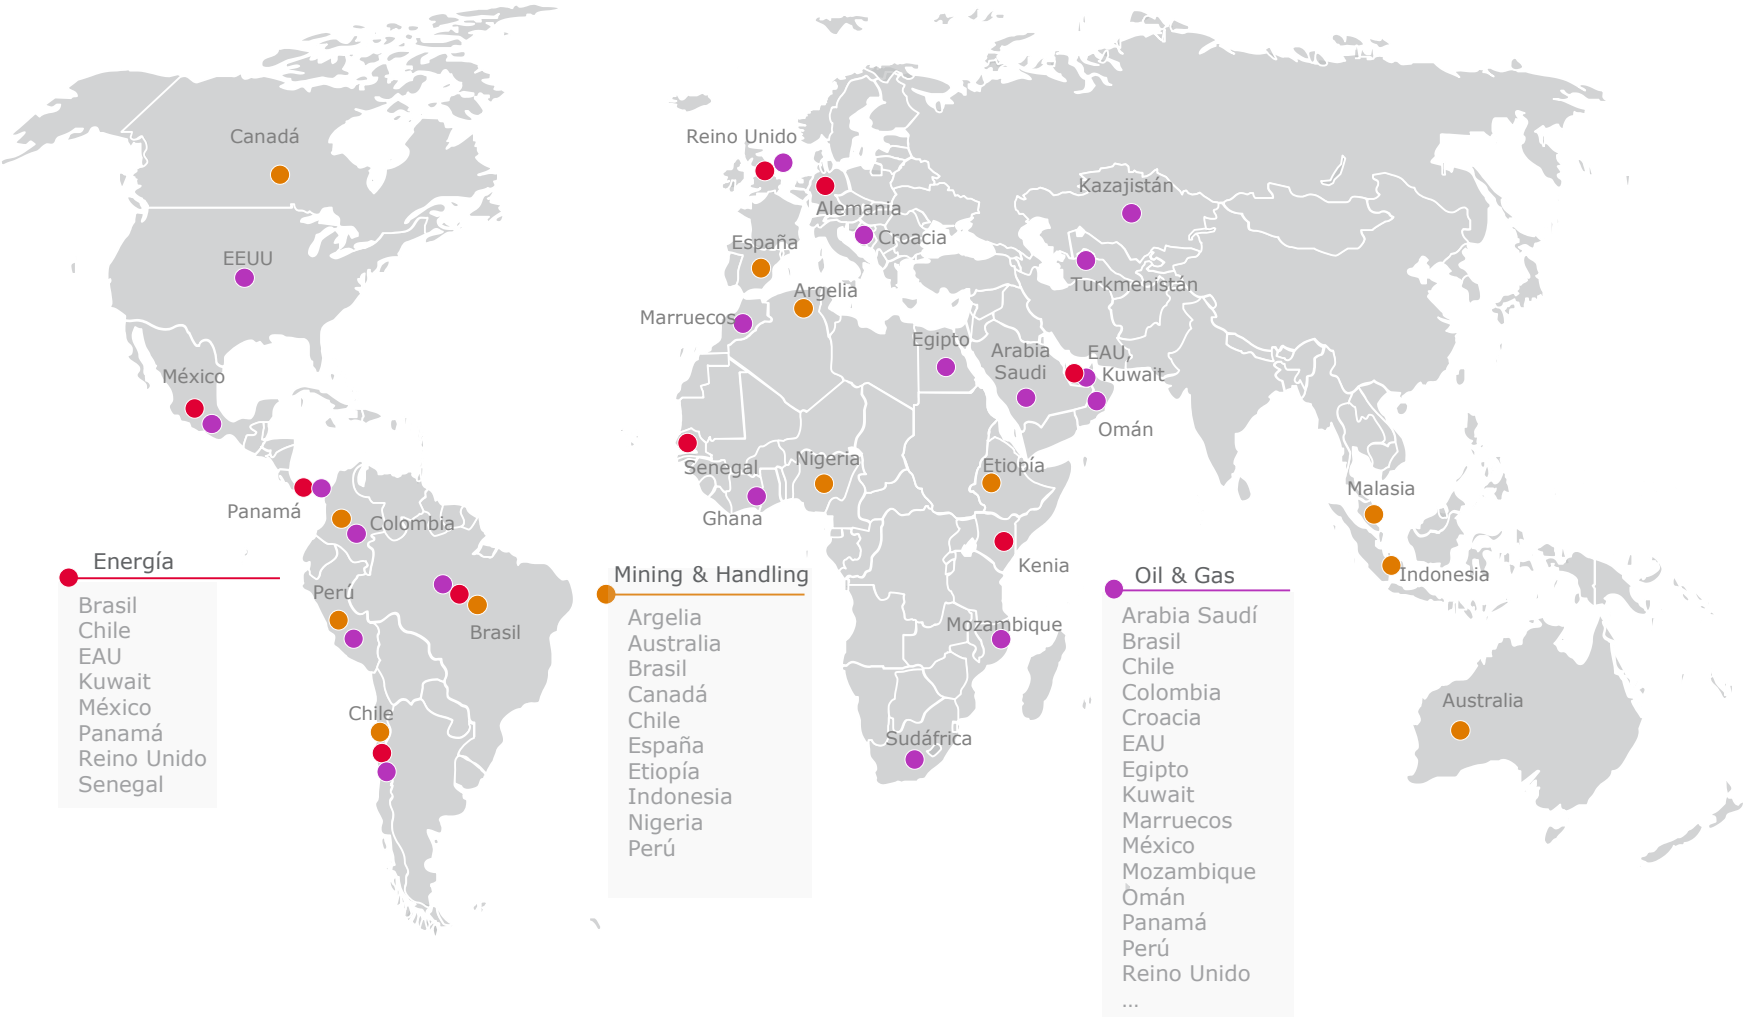 Canadá
Reino Unido
Kazajistán
Alemania
España
Croacia
EEUU
Turkmenistán
Argelia
Marruecos
Egipto
Arabia
Saudi
EAU,
Kuwait
México
Omán
Senegal
Nigeria
Etiopía
Malasia
Panamá
Ghana
Colombia
Kenia
Indonesia
Perú
Brasil
Mozambique
Chile
Australia
Sudáfrica
Energía
Brasil
Chile
EAU
Kuwait
México
Panamá
Reino Unido
Senegal
Mining & Handling
Argelia
Australia
Brasil
Canadá
Chile
España
Etiopía
Indonesia
Nigeria
Perú
Oil & Gas
Arabia Saudí
Brasil
Chile
Colombia
Croacia
EAU
Egipto
Kuwait
Marruecos
México
Mozambique
Omán
Panamá
Perú
Reino Unido
...